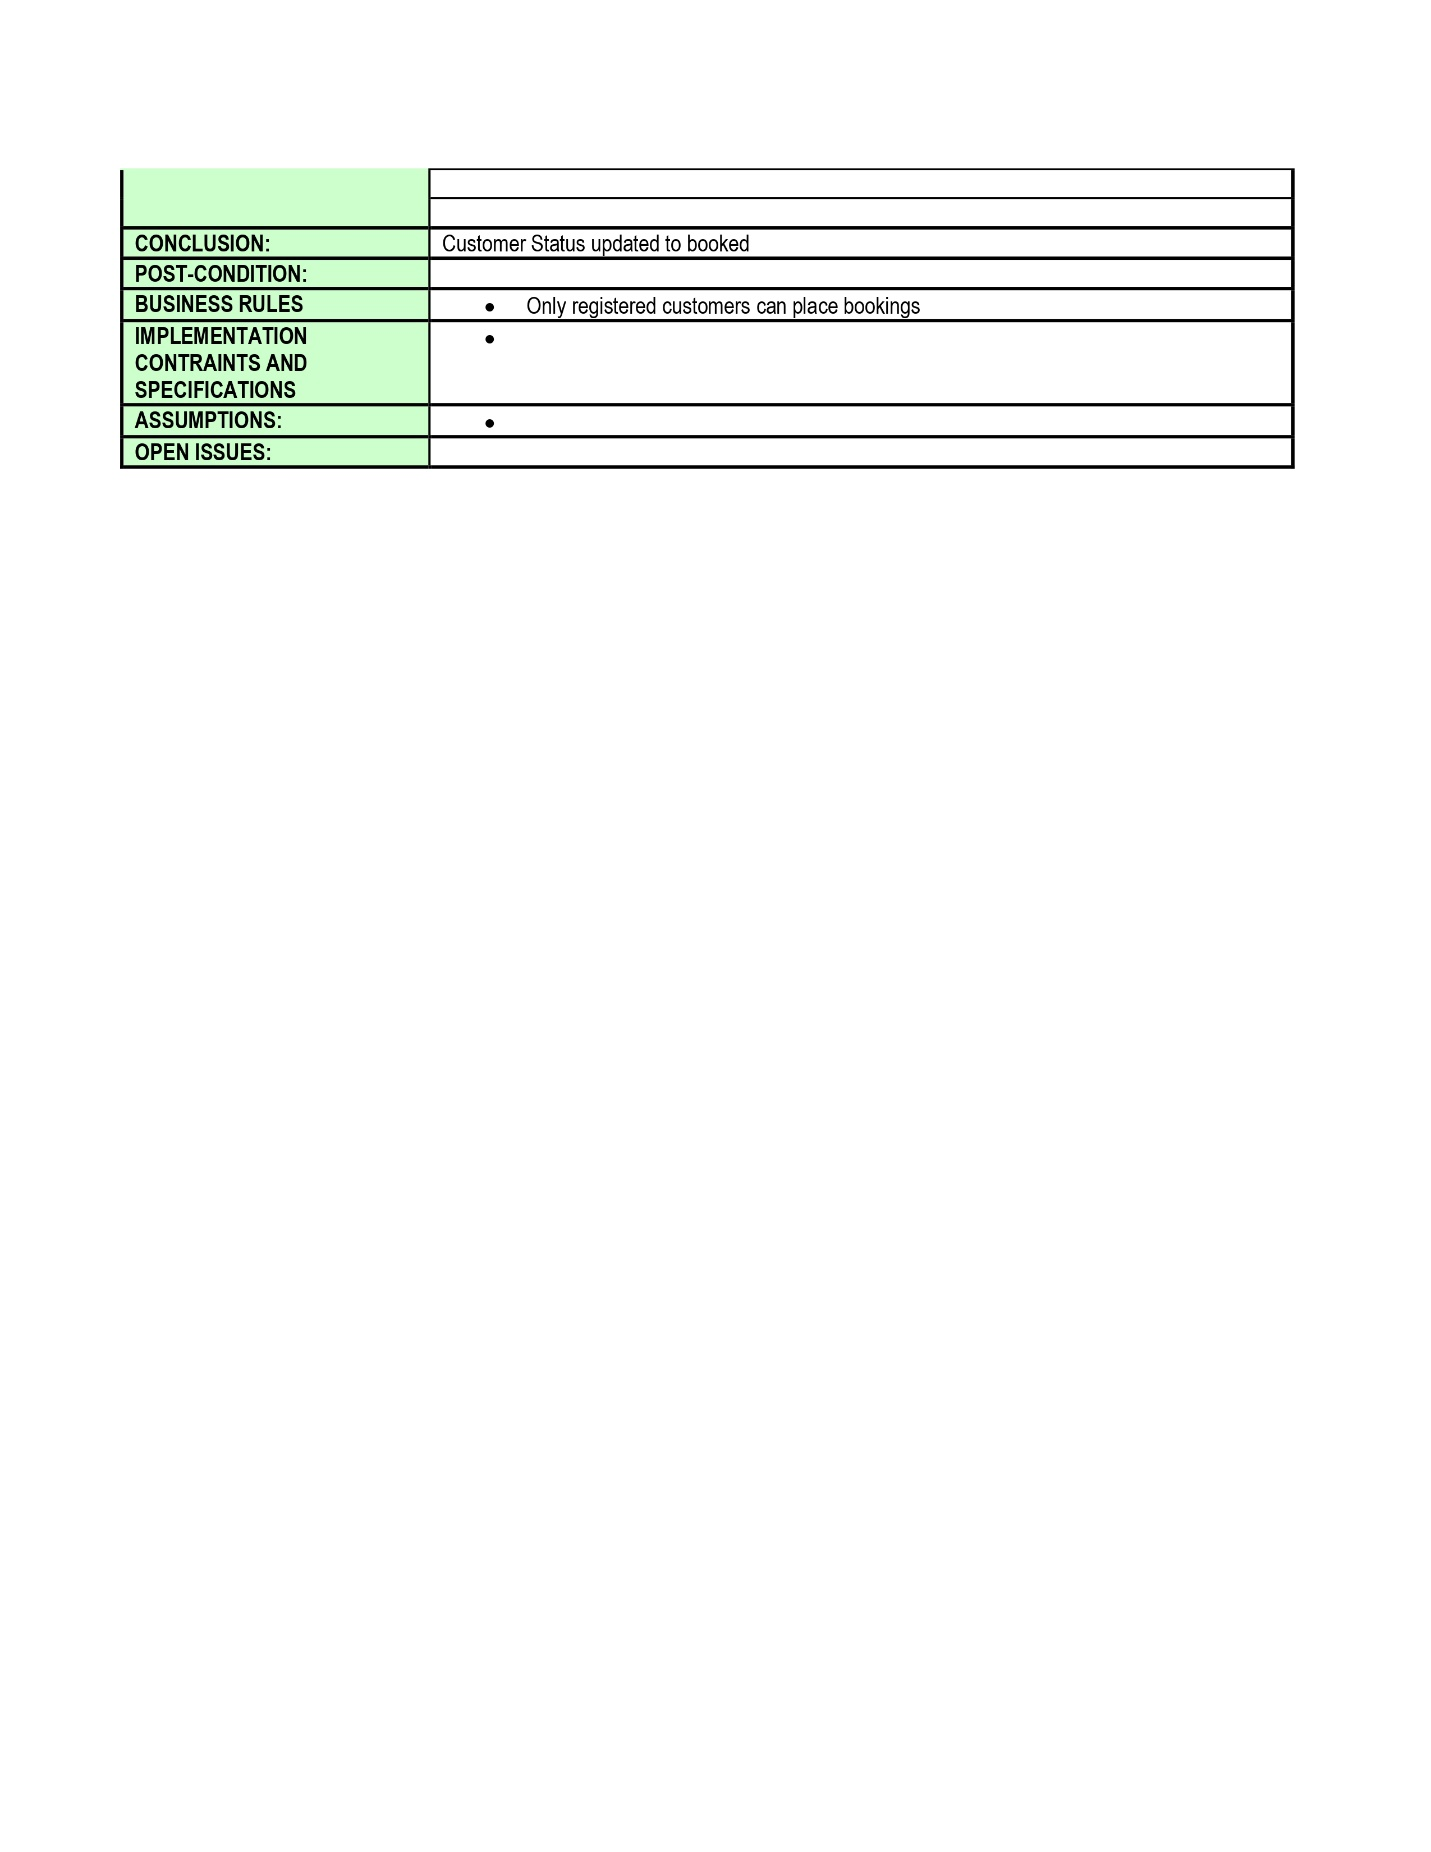 CONCLUSION: Customer Status updated to booked
POST-CONDITION:
BUSINESS RULES • Only registered customers can place bookings
IMPLEMENTATION •
CONTRAINTS AND
SPECIFICATIONS
ASSUMPTIONS: •
OPEN ISSUES: